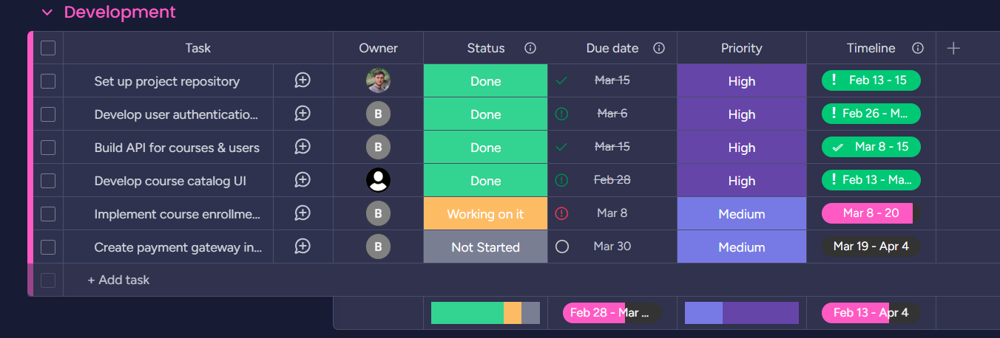 Development
Task Owner Status Due date Priority Timeline
Set up project repository Done Mar 15 High ! Feb 13 - 15
Develop user authenticatio... B Done Mar 6 High ! Feb 26 - M...
Build API for courses & users B Done Mar 15 High Mar 8 - 15
Develop course catalog UI Done Feb 28 High ! Feb 13 - Ma...
Implement course enrollme... B Working on it Mar 8 Medium Mar 8 - 20
Create payment gateway in... B Not Started Mar 30 Medium Mar 19 - Apr 4
+ Add task
Feb 28 - Mar ... Feb 13 - Apr 4